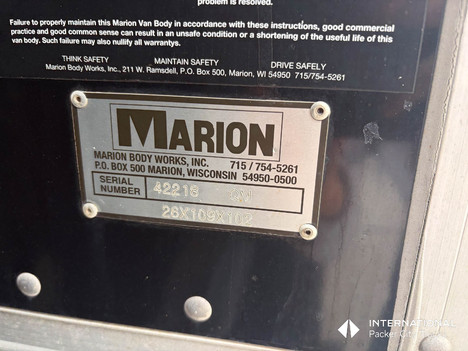 problem is resolved.
Failure to properly maintain this Marion Van Body in accordance with these instructions, good commercial
practice and good common sense can result in an unsafe condition or a shortening of the useful life of this
van body. Such failure may also nullify all warrantys.
THINK SAFETY MAINTAIN SAFETY DRIVE SAFELY
Marion Body Works, Inc., 211 W. Ramsdell, P.O. Box 500, Marion, WI 54950 715/754-5261
MARION
MARION BODY WORKS, INC. 715 / 754-5261
P.O. BOX 500 MARION, WISCONSIN 54950-0500
SERIAL
NUMBER
42216
26X109X102
INTERNATIONAL
Packer City